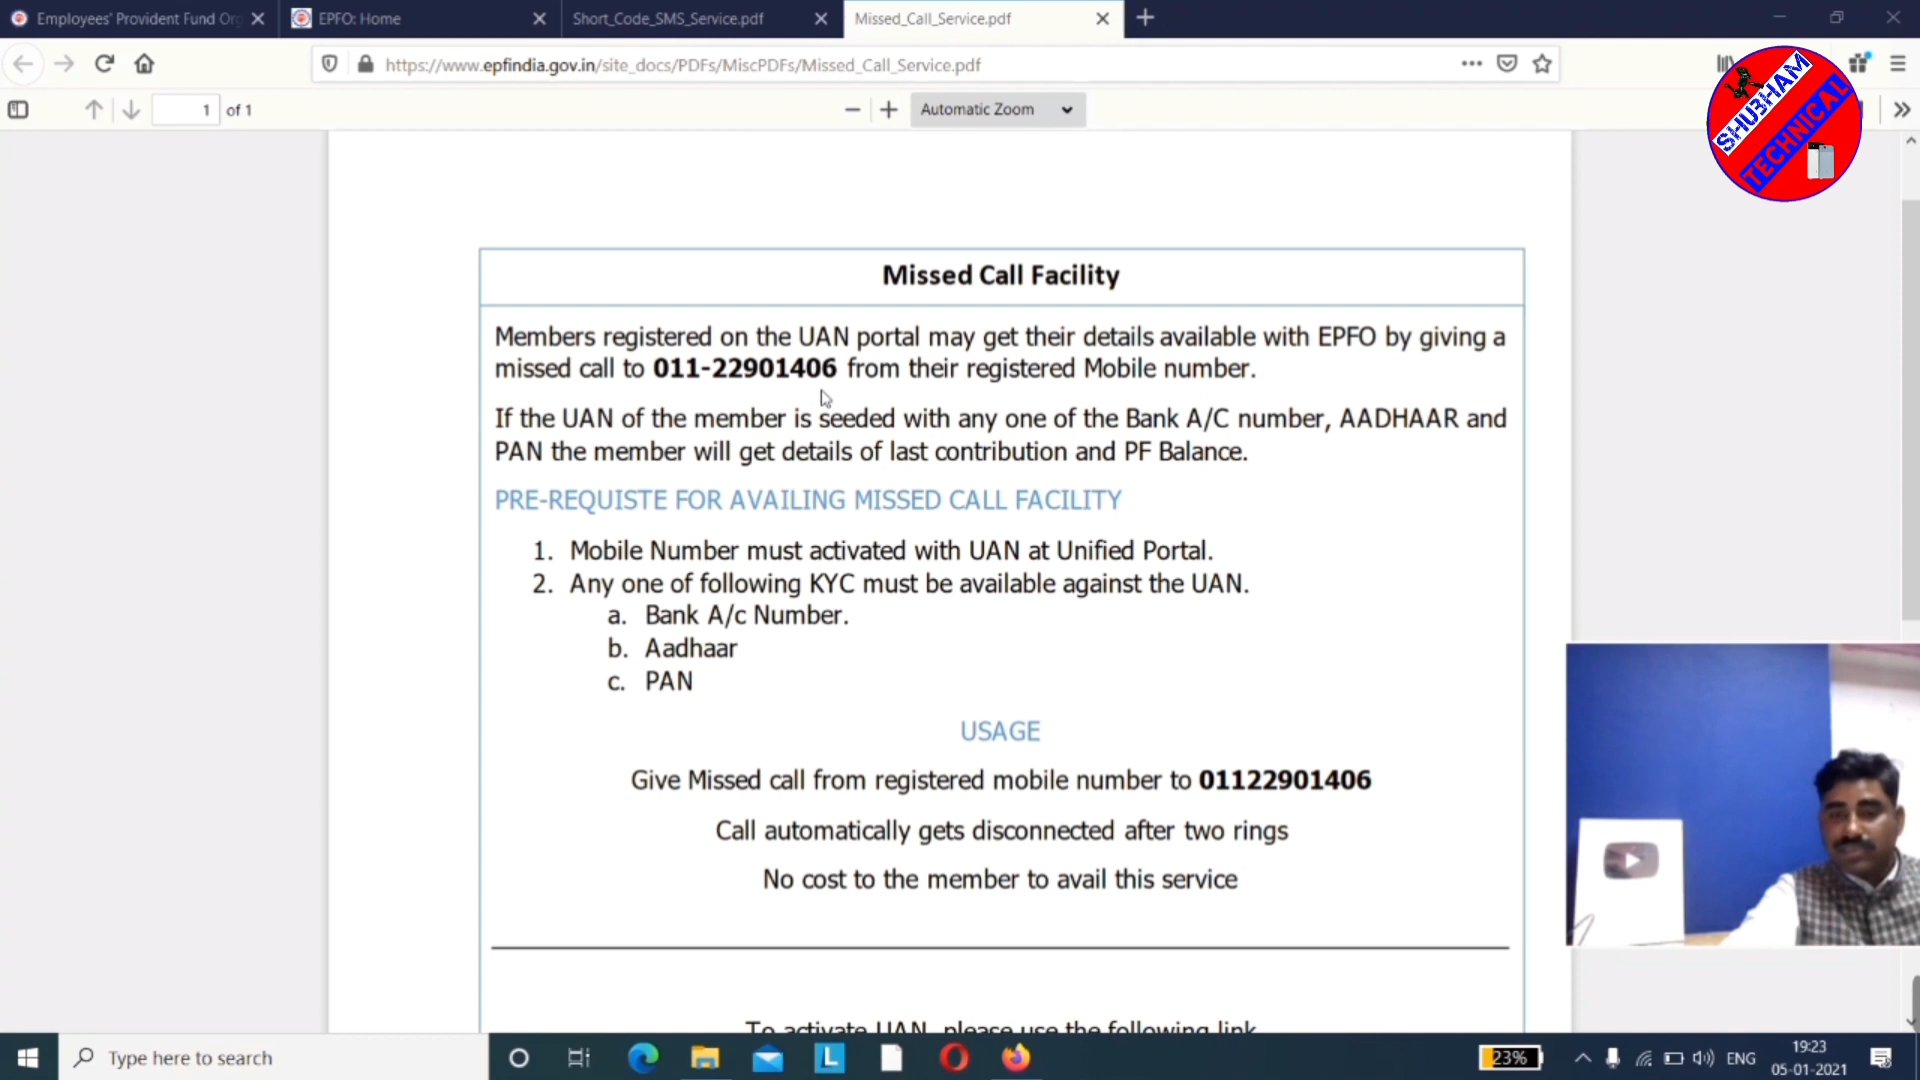 Employees' Provident Fund Or
EPFO: Home
Short_Code_SMS_Service.pdf
Missed_Call_Service.pdf
https://www.epfindia.gov.in/site_docs/PDFs/MiscPDFs/Missed_Call_Service.pdf
1 of 1
Automatic Zoom
SHUBHAM
TECHNICAL
Missed Call Facility
Members registered on the UAN portal may get their details available with EPFO by giving a
missed call to 011-22901406 from their registered Mobile number.
If the UAN of the member is seeded with any one of the Bank A/C number, AADHAAR and
PAN the member will get details of last contribution and PF Balance.
PRE-REQUISTE FOR AVAILING MISSED CALL FACILITY
1. Mobile Number must activated with UAN at Unified Portal.
2. Any one of following KYC must be available against the UAN.
a. Bank A/c Number.
b. Aadhaar
c. PAN
USAGE
Give Missed call from registered mobile number to 01122901406
Call automatically gets disconnected after two rings
No cost to the member to avail this service
To activate UAN, please use the following link
Type here to search
L
23%
ENG
19:23
05-01-2021